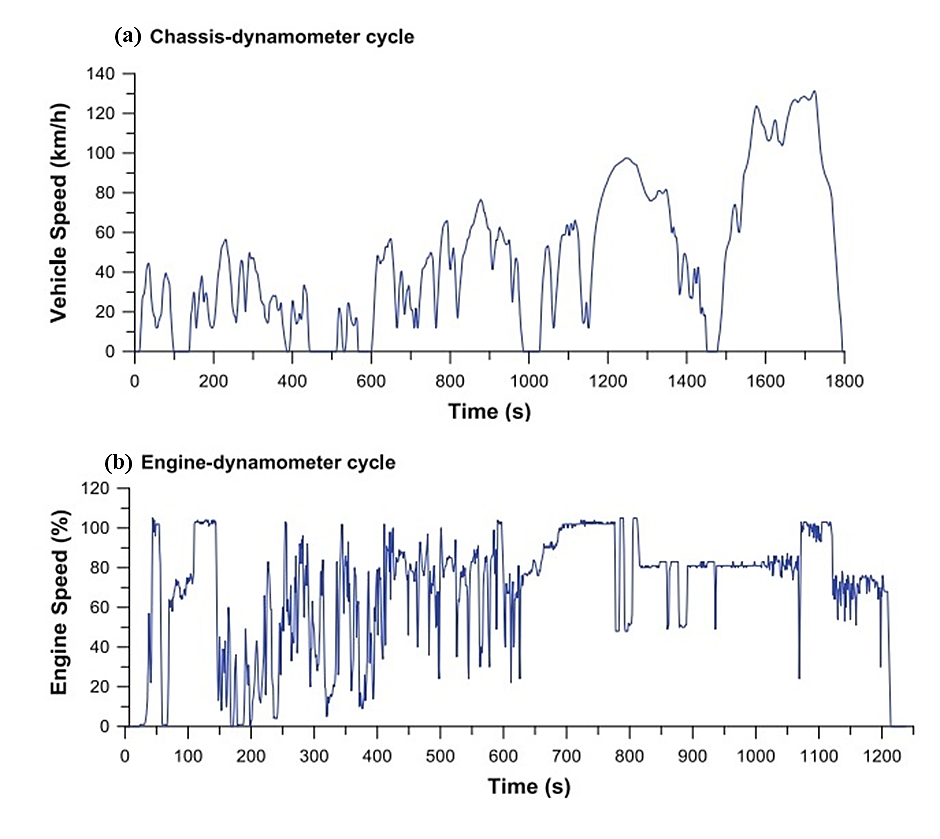 (a) Chassis-dynamometer cycle
140
120
100
80
60
40
20
0
Vehicle Speed (km/h)
0 200 400 600 800 1000 1200 1400 1600 1800
Time (s)
(b) Engine-dynamometer cycle
120
100
80
60
40
20
0
Engine Speed (%)
0 100 200 300 400 500 600 700 800 900 1000 1100 1200
Time (s)